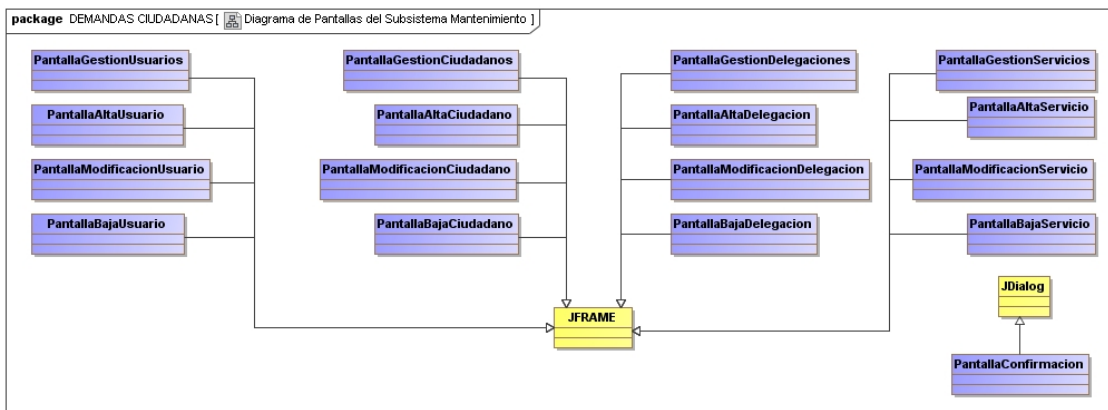 package DEMANDAS CIUDADANAS [ Diagrama de Pantallas del Subsistema Mantenimiento ]
PantallaGestionUsuarios
PantallaGestionCiudadanos
PantallaGestionDelegaciones
PantallaGestionServicios
PantallaAltaUsuario
PantallaAltaCiudadano
PantallaAltaDelegacion
PantallaAltaServicio
PantallaModificacionUsuario
PantallaModificacionCiudadano
PantallaModificacionDelegacion
PantallaModificacionServicio
PantallaBajaUsuario
PantallaBajaCiudadano
PantallaBajaDelegacion
PantallaBajaServicio
JDialog
JFRAME
PantallaConfirmacion